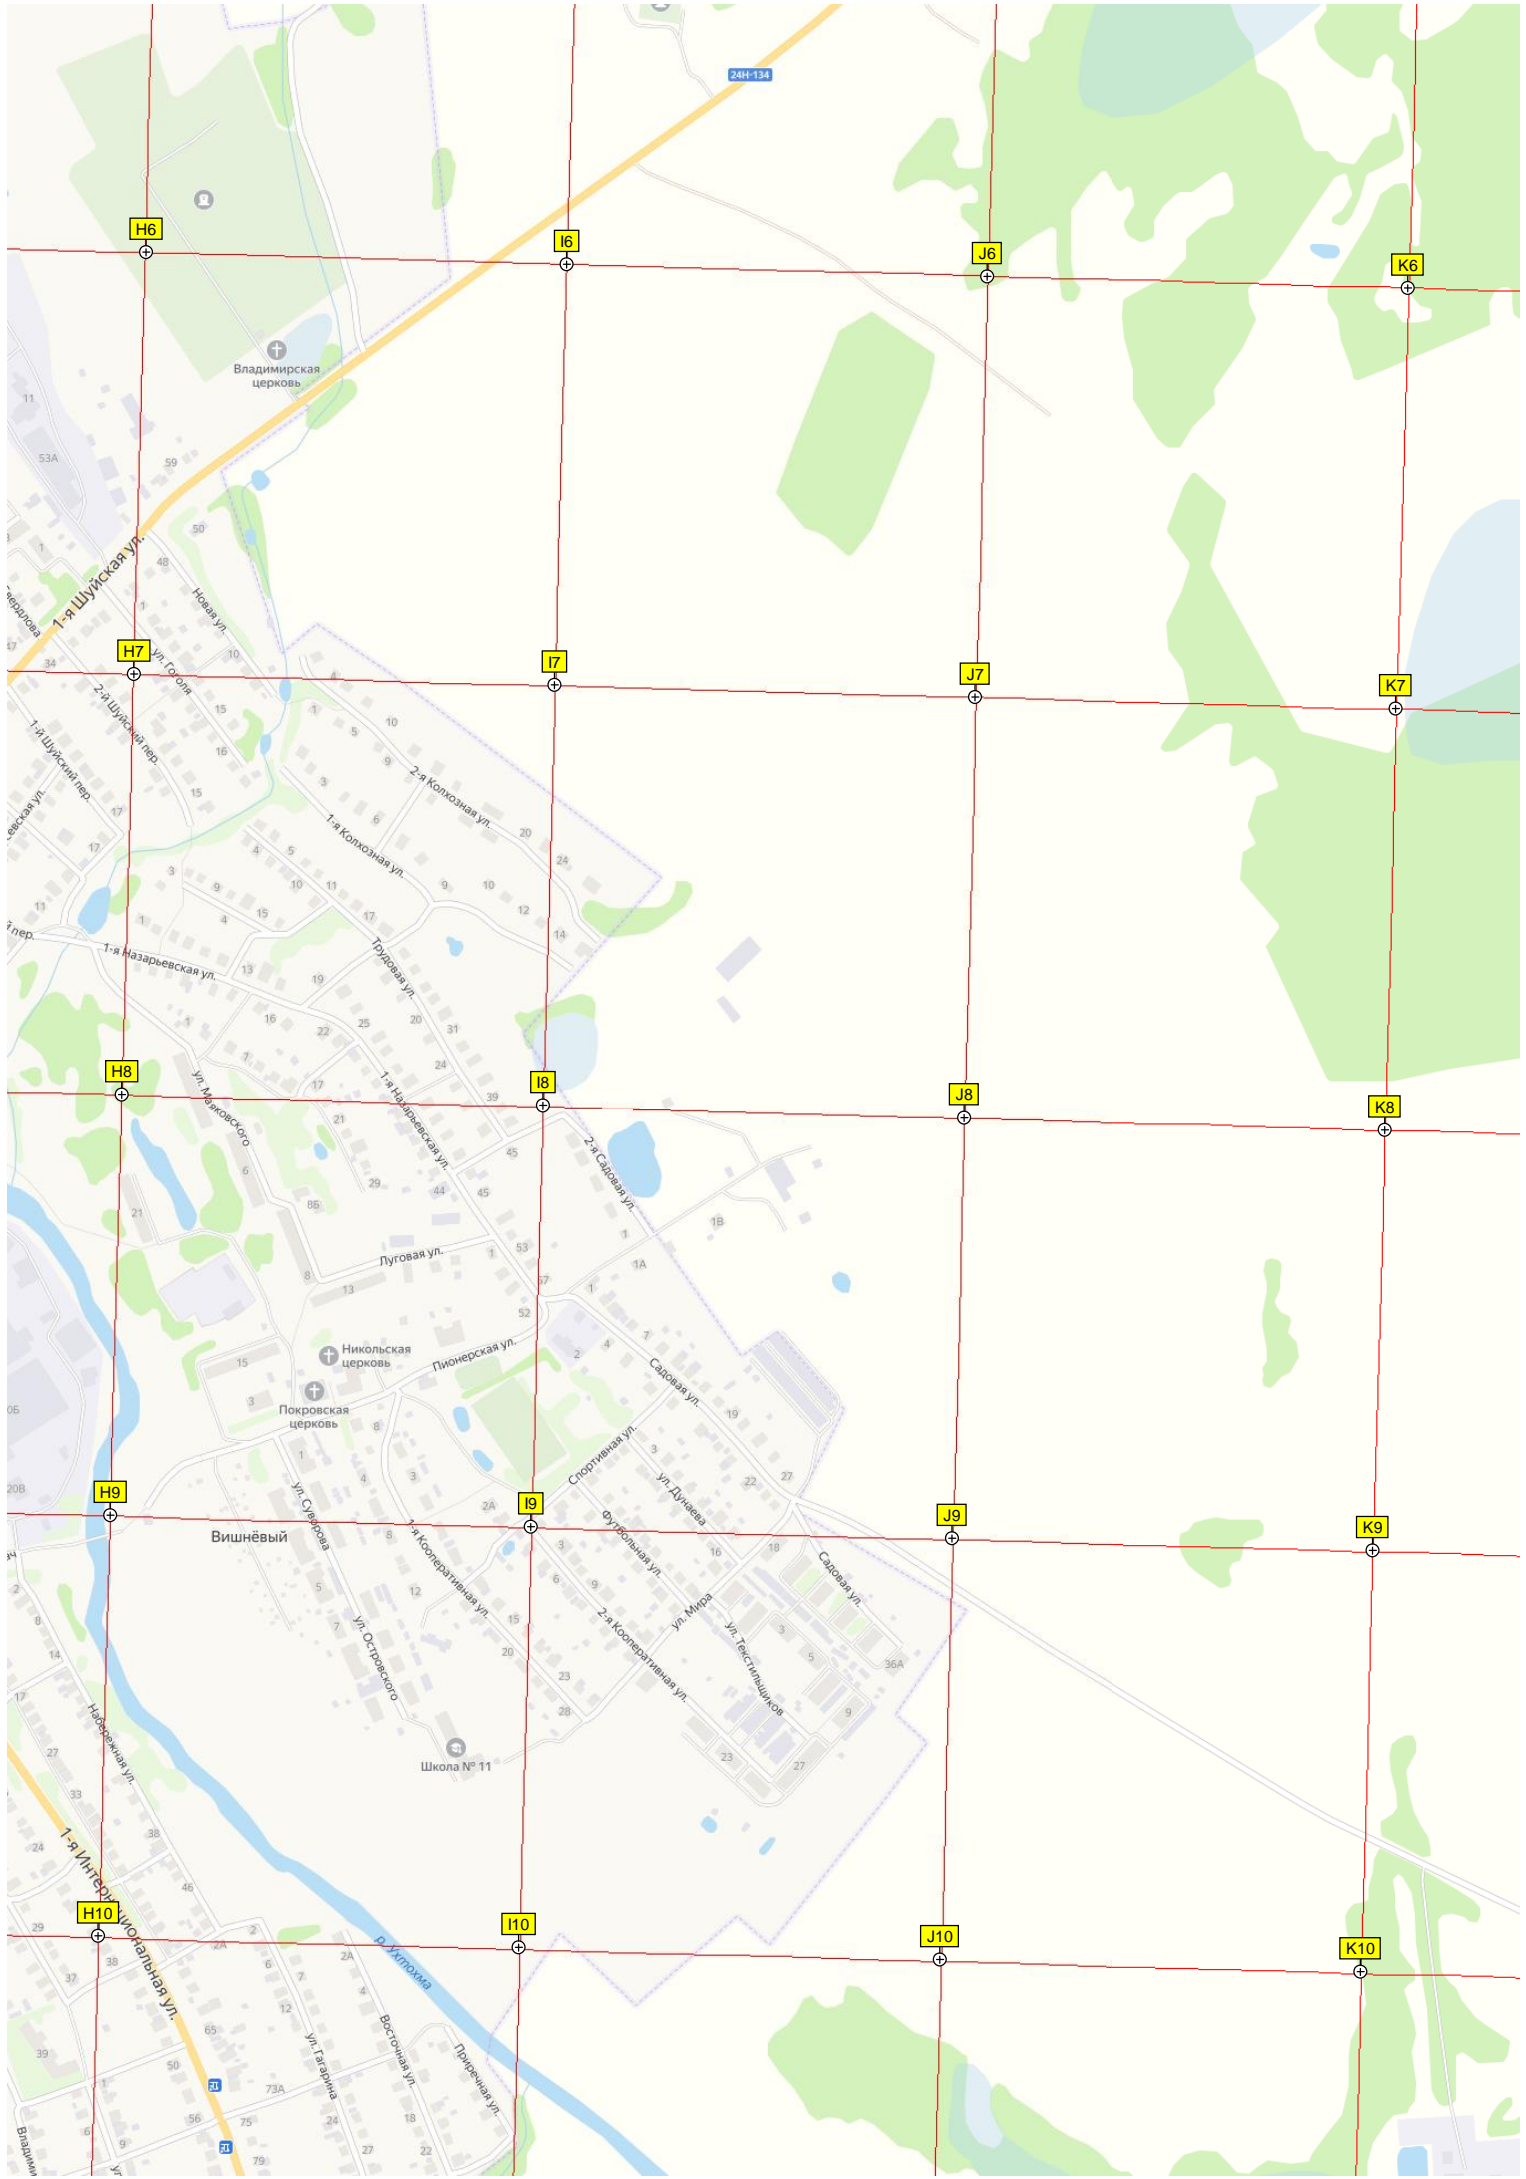 24Н-134
H6
I6
J6
K6
Владимирская
церковь
11
53А
59
50
48
1
1-я Шуйская ул.
Новая ул.
1
10
34
47
H7
ул. Гоголя
2-й Шуйский пер.
1-й Шуйский пер.
15
16
15
17
17
I7
J7
K7
4
1
5
10
9
3
6
2-я Колхозная ул.
1-я Колхозная ул.
20
24
4
5
10
11
17
9
10
12
14
3
9
4
15
11
1
1-я Назарьевская ул.
13
19
Трудовая ул.
16
22
25
20
31
1
7
17
24
39
21
H8
I8
J8
K8
ул. Маяковского
1-я Назарьевская ул.
2-я Садовая ул.
45
6
29
44
45
8Б
21
1
1В
1А
53
1
Луговая ул.
8
13
57
52
1
Никольская
церковь
Пионерская ул.
2
4
7
Садовая ул.
15
3
Покровская
церковь
8
19
1
4
3
Спортивная ул.
3
22
27
20В
2А
H9
I9
J9
K9
Вишнёвый
ул. Суворова
8
1-я Кооперативная ул.
ул. Дунаева
Футбольная ул.
3
6
9
16
18
Садовая ул.
2
8
5
7
12
15
20
ул. Островского
2-я Кооперативная ул.
ул. Мира
ул. Текстильщиков
3
5
36А
14
17
23
28
9
Набережная ул.
27
33
Школа № 11
23
27
24
38
46
1-я Интернациональная ул.
H10
I10
J10
K10
29
2А
2
38
37
6
7
2А
4
р. Ухтохма
12
65
39
50
ул. Гагарина
Восточная ул.
Приречная ул.
1
73А
56
75
24
18
6
9
79
27
22